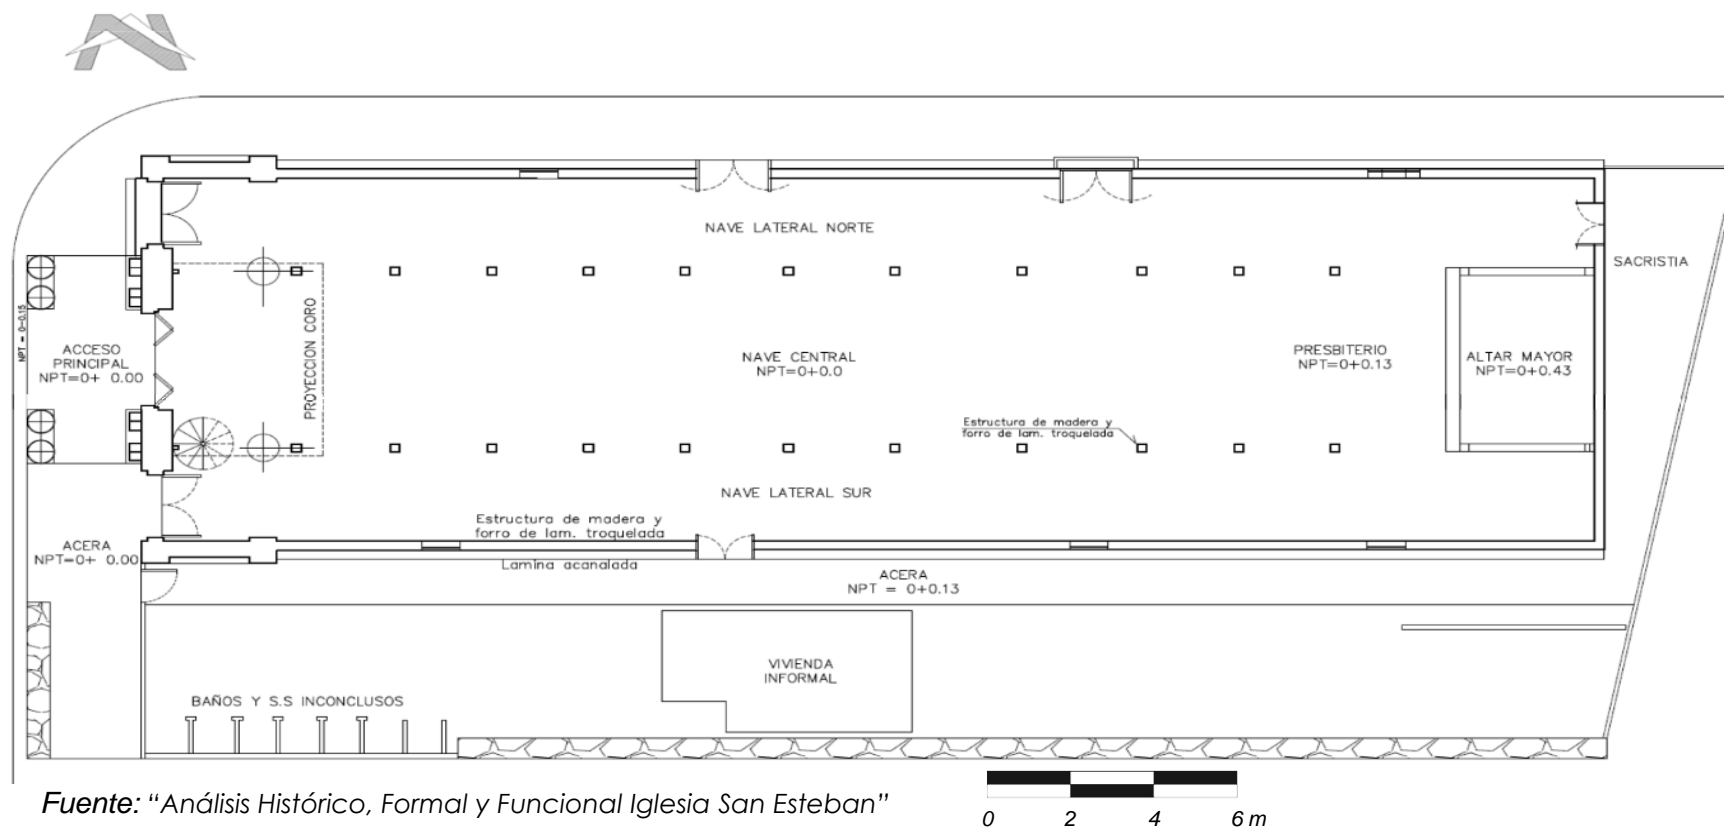 NAVE LATERAL NORTE
SACRISTIA
NPT = 0-0.15
ACCESO
PRINCIPAL
NPT=0+ 0.00
PROYECCION CORO
NAVE CENTRAL
NPT=0+0.0
PRESBITERIO
NPT=0+0.13
ALTAR MAYOR
NPT=0+0.43
Estructura de madera y
forro de lam. troquelada
NAVE LATERAL SUR
Estructura de madera y
forro de lam. troquelada
ACERA
NPT=0+ 0.00
Lamina acanalada
ACERA
NPT = 0+0.13
VIVIENDA
INFORMAL
BAÑOS Y S.S INCONCLUSOS
Fuente: “Análisis Histórico, Formal y Funcional Iglesia San Esteban”
0 2 4 6 m